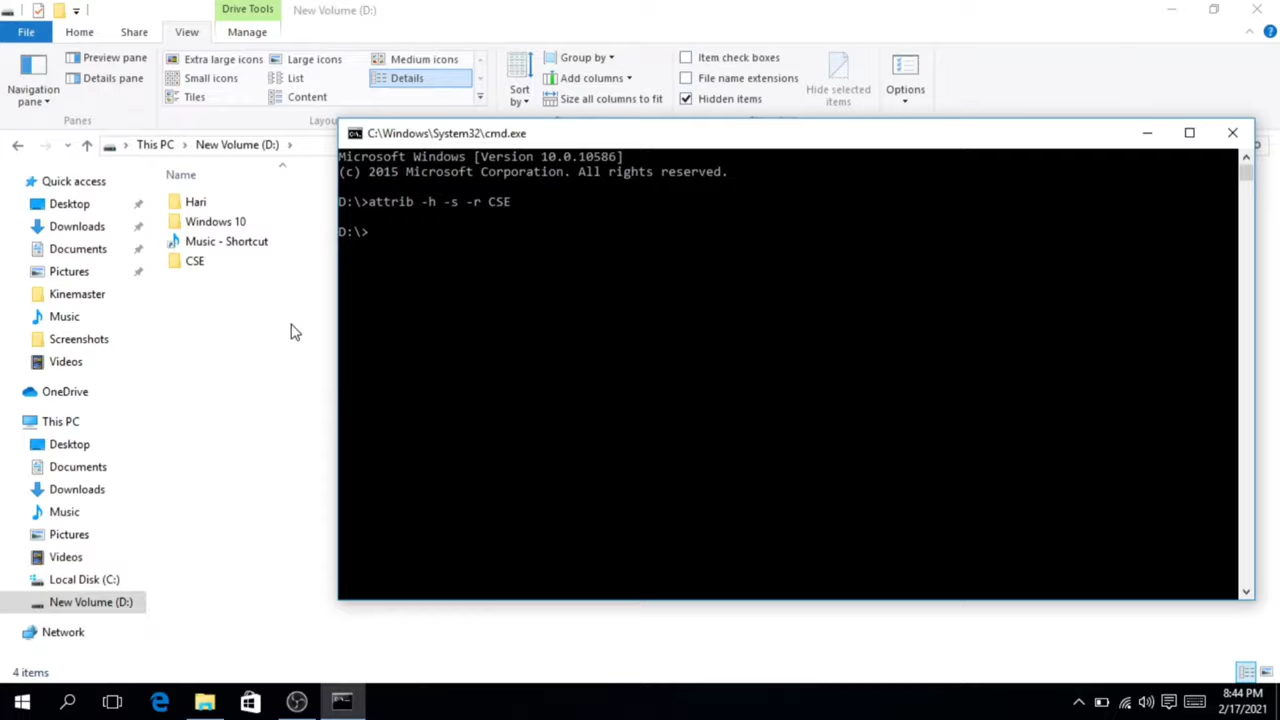 Drive Tools
New Volume (D:)
File
Home
Share
View
Manage
Navigation pane
Preview pane
Details pane
Panes
Extra large icons
Large icons
Medium icons
Small icons
List
Details
Tiles
Content
Layou
Sort by
Group by
Add columns
Size all columns to fit
Item check boxes
File name extensions
Hidden items
Hide selected items
Options
This PC
New Volume (D:)
Quick access
Desktop
Downloads
Documents
Pictures
Kinemaster
Music
Screenshots
Videos
OneDrive
This PC
Desktop
Documents
Downloads
Music
Pictures
Videos
Local Disk (C:)
New Volume (D:)
Network
Name
Hari
Windows 10
Music - Shortcut
CSE
C:\Windows\System32\cmd.exe
Microsoft Windows [Version 10.0.10586]
(c) 2015 Microsoft Corporation. All rights reserved.
D:\>attrib -h -s -r CSE
D:\>
4 items
8:44 PM
2/17/2021